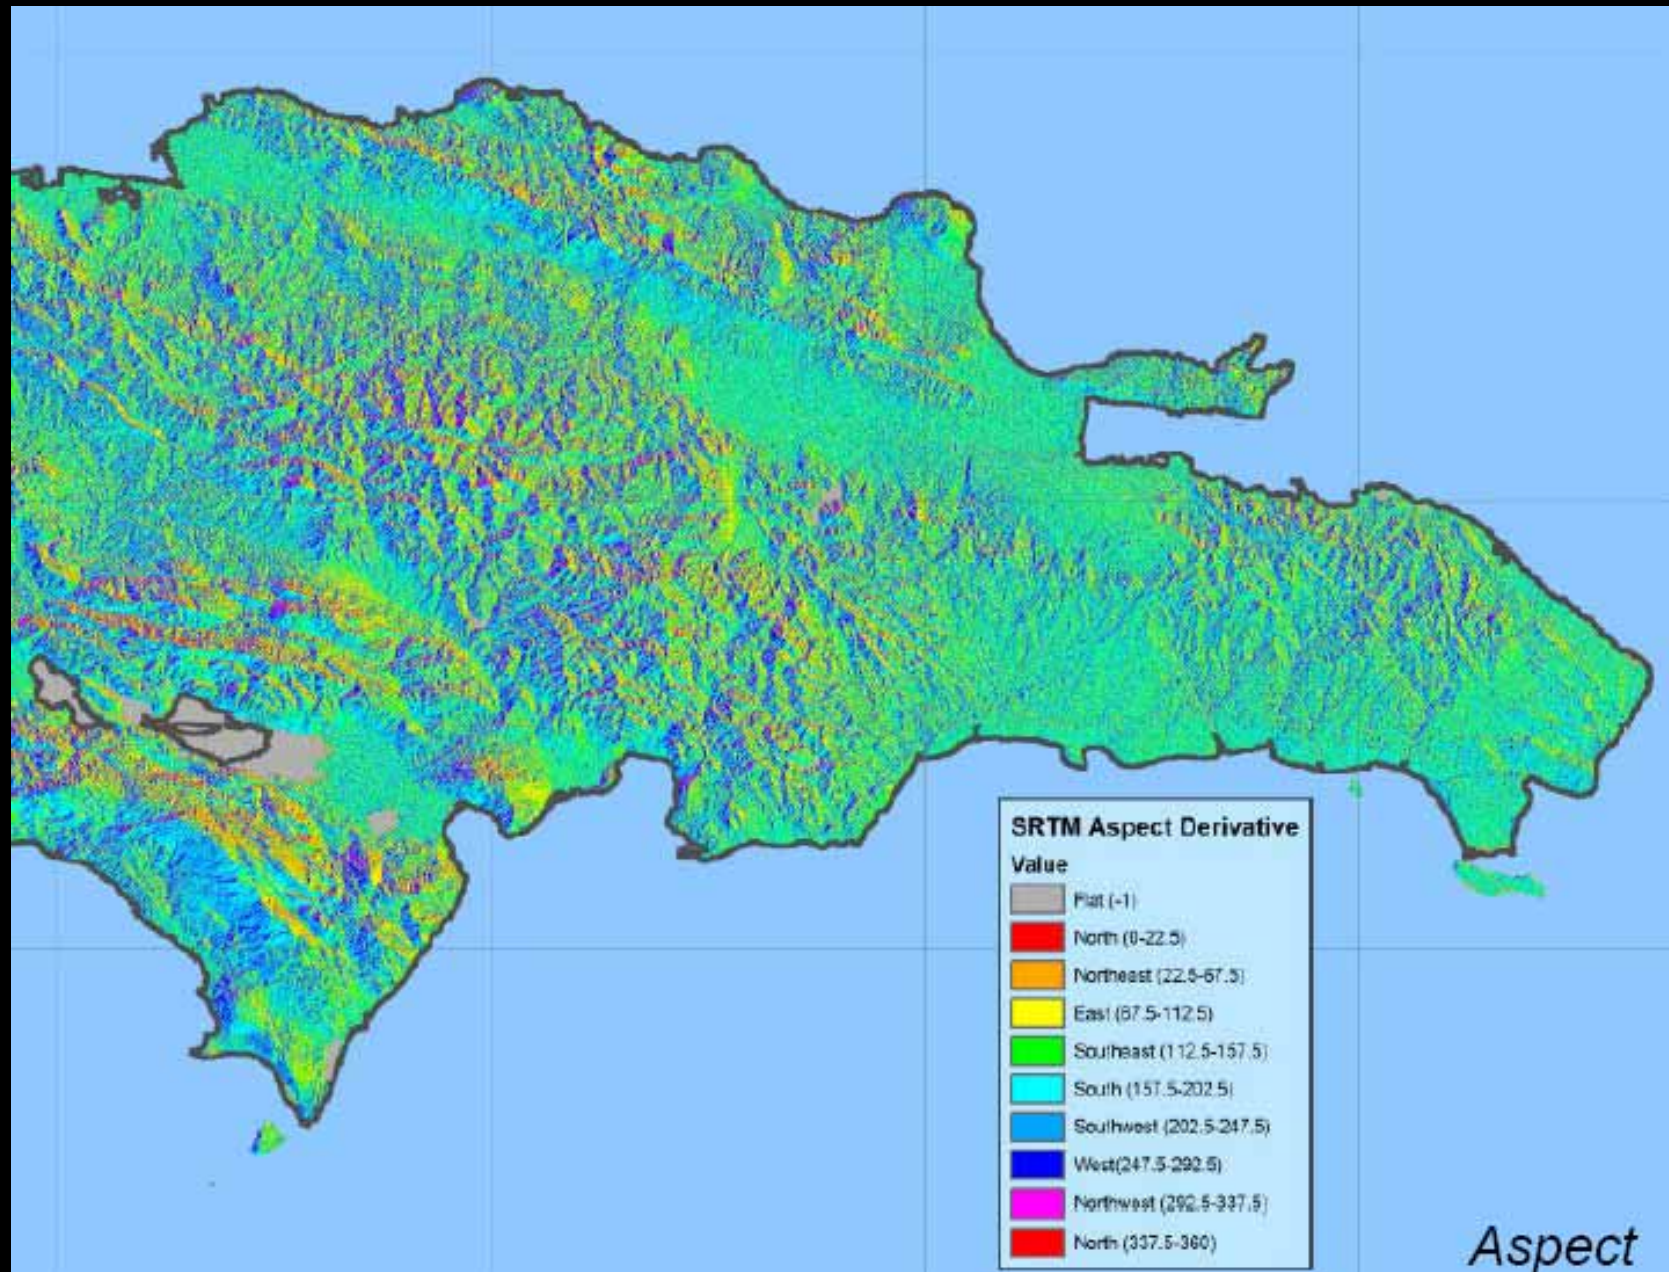 SRTM Aspect Derivative
Value
Flat (-1)
North (0-22.5)
Northeast (22.5-67.5)
East (67.5-112.5)
Southeast (112.5-157.5)
South (157.5-202.5)
Southwest (202.5-247.5)
West(247.5-292.5)
Northwest (292.5-337.5)
North (337.5-360)
Aspect